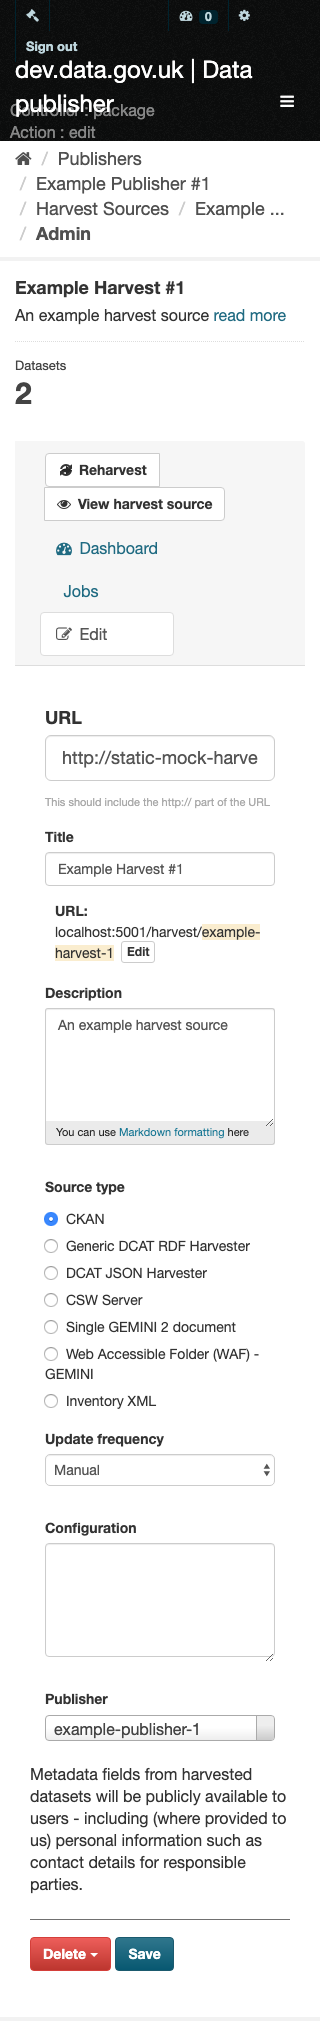 0
Sign out
dev.data.gov.uk | Data
publisher
Controller : package
Action : edit
/ Publishers
/ Example Publisher #1
/ Harvest Sources / Example ...
/ Admin
Example Harvest #1
An example harvest source read more
Datasets
2
Reharvest
View harvest source
Dashboard
Jobs
Edit
URL
http://static-mock-harve
This should include the http:// part of the URL
Title
Example Harvest #1
URL:
localhost:5001/harvest/example-
harvest-1 Edit
Description
An example harvest source
You can use Markdown formatting here
Source type
CKAN
Generic DCAT RDF Harvester
DCAT JSON Harvester
CSW Server
Single GEMINI 2 document
Web Accessible Folder (WAF) -
GEMINI
Inventory XML
Update frequency
Manual
Configuration
Publisher
example-publisher-1
Metadata fields from harvested
datasets will be publicly available to
users - including (where provided to
us) personal information such as
contact details for responsible
parties.
Delete Save